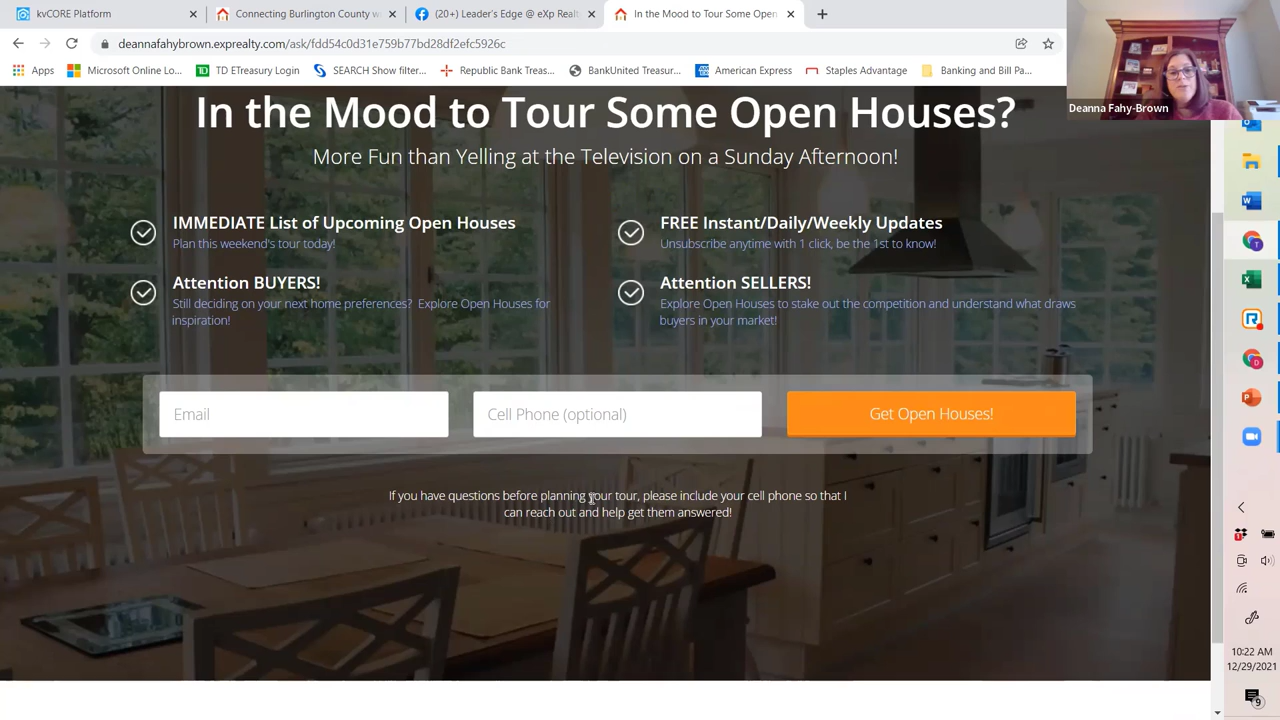 kvCORE Platform
Connecting Burlington County w
(20+) Leader's Edge @ eXp Realt
In the Mood to Tour Some Open
deannafahybrown.exprealty.com/ask/fdd54c0d31e759b77bd28df2efc5926c
Apps
Microsoft Online Lo...
TD ETreasury Login
SEARCH Show filter...
Republic Bank Treas...
BankUnited Treasur...
American Express
Staples Advantage
Banking and Bill Pa...
Deanna Fahy-Brown
In the Mood to Tour Some Open Houses?
More Fun than Yelling at the Television on a Sunday Afternoon!
IMMEDIATE List of Upcoming Open Houses
Plan this weekend's tour today!
FREE Instant/Daily/Weekly Updates
Unsubscribe anytime with 1 click, be the 1st to know!
Attention BUYERS!
Still deciding on your next home preferences? Explore Open Houses for
inspiration!
Attention SELLERS!
Explore Open Houses to stake out the competition and understand what draws
buyers in your market!
Email
Cell Phone (optional)
Get Open Houses!
If you have questions before planning your tour, please include your cell phone so that I
can reach out and help get them answered!
10:22 AM
12/29/2021
9